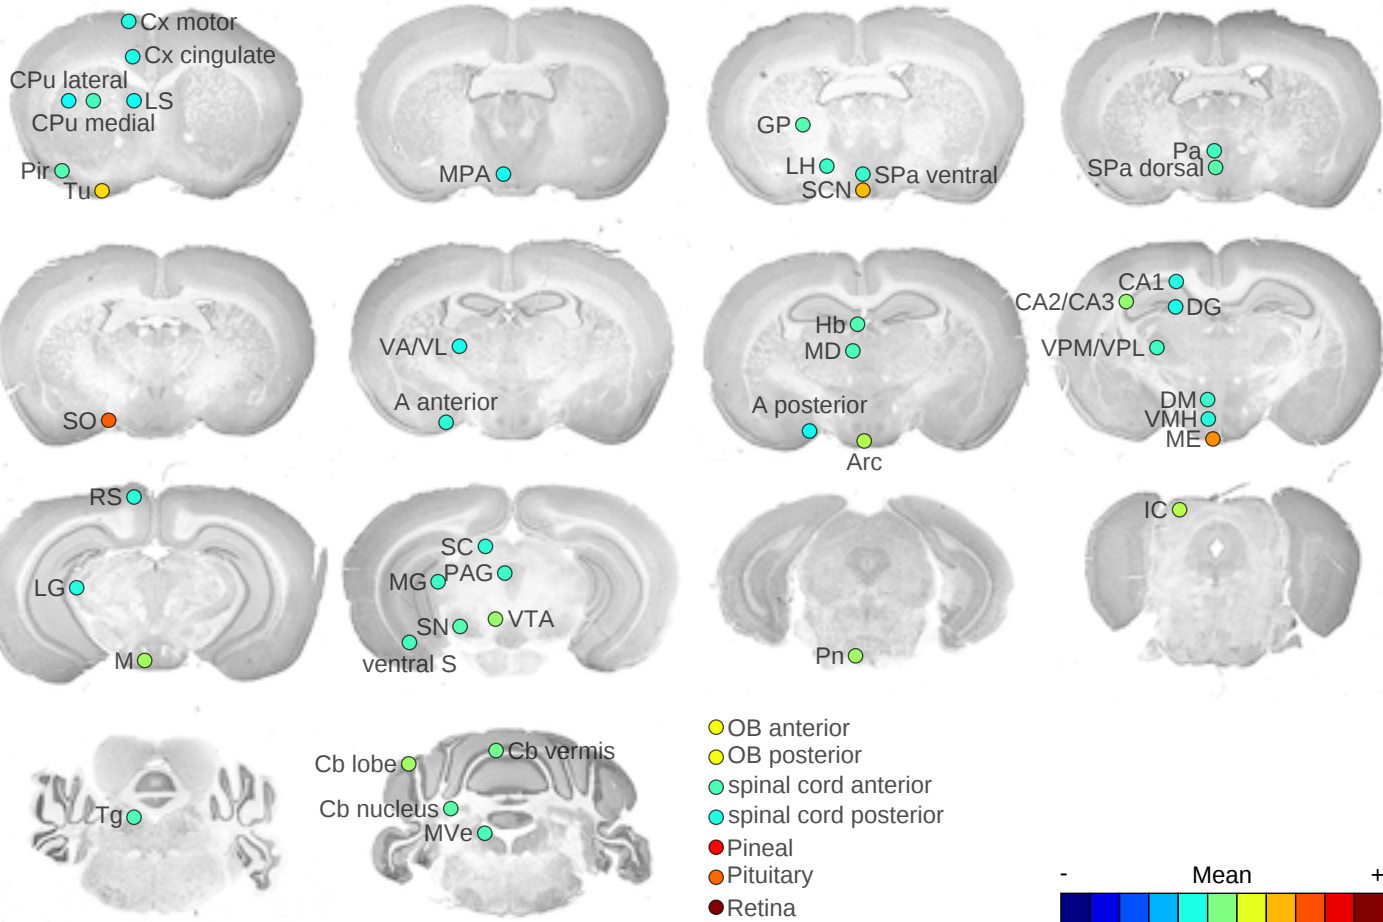 Cx motor
Cx cingulate
CPu lateral
LS
CPu medial
Pir
Tu
MPA
GP
LH
SPa ventral
SCN
Pa
SPa dorsal
SO
VA/VL
A anterior
Hb
MD
A posterior
Arc
CA1
CA2/CA3
DG
VPM/VPL
DM
VMH
ME
RS
LG
M
SC
MG
PAG
SN
VTA
ventral S
Pn
IC
Tg
Cb lobe
Cb vermis
Cb nucleus
MVe
OB anterior
OB posterior
spinal cord anterior
spinal cord posterior
Pineal
Pituitary
Retina
- Mean +